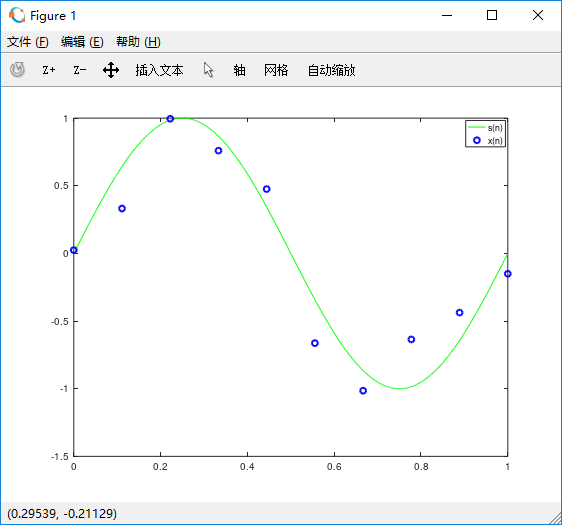 Figure 1
文件 (F) 编辑 (E) 帮助 (H)
Z+ Z− 插入文本 轴 网格 自动缩放
1
0.5
0
-0.5
-1
-1.5
s(n)
x(n)
0 0.2 0.4 0.6 0.8 1
(0.29539, -0.21129)